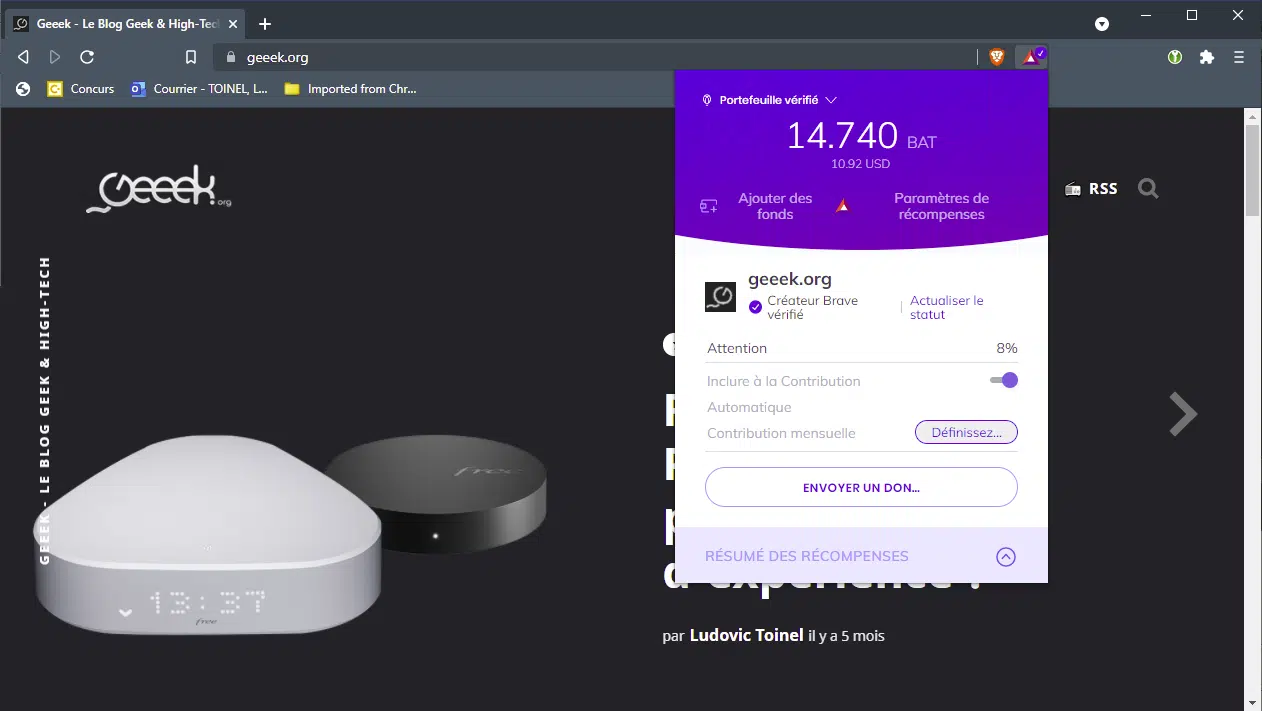 Geeek - Le Blog Geek & High-Tec
geeek.org
Concurs
Courrier - TOINEL, L...
Imported from Chr...
Portefeuille vérifié
14.740 BAT
10.92 USD
Ajouter des
fonds
Paramètres de
récompenses
Geeek.org
RSS
geeek.org
Créateur Brave
vérifié
Actualiser le
statut
Attention 8%
Inclure à la Contribution
Automatique
Contribution mensuelle
Définissez...
ENVOYER UN DON...
RÉSUMÉ DES RÉCOMPENSES
GEEEK - LE BLOG GEEK & HIGH-TECH
free
13:37
free
d'expérience !
par Ludovic Toinel il y a 5 mois